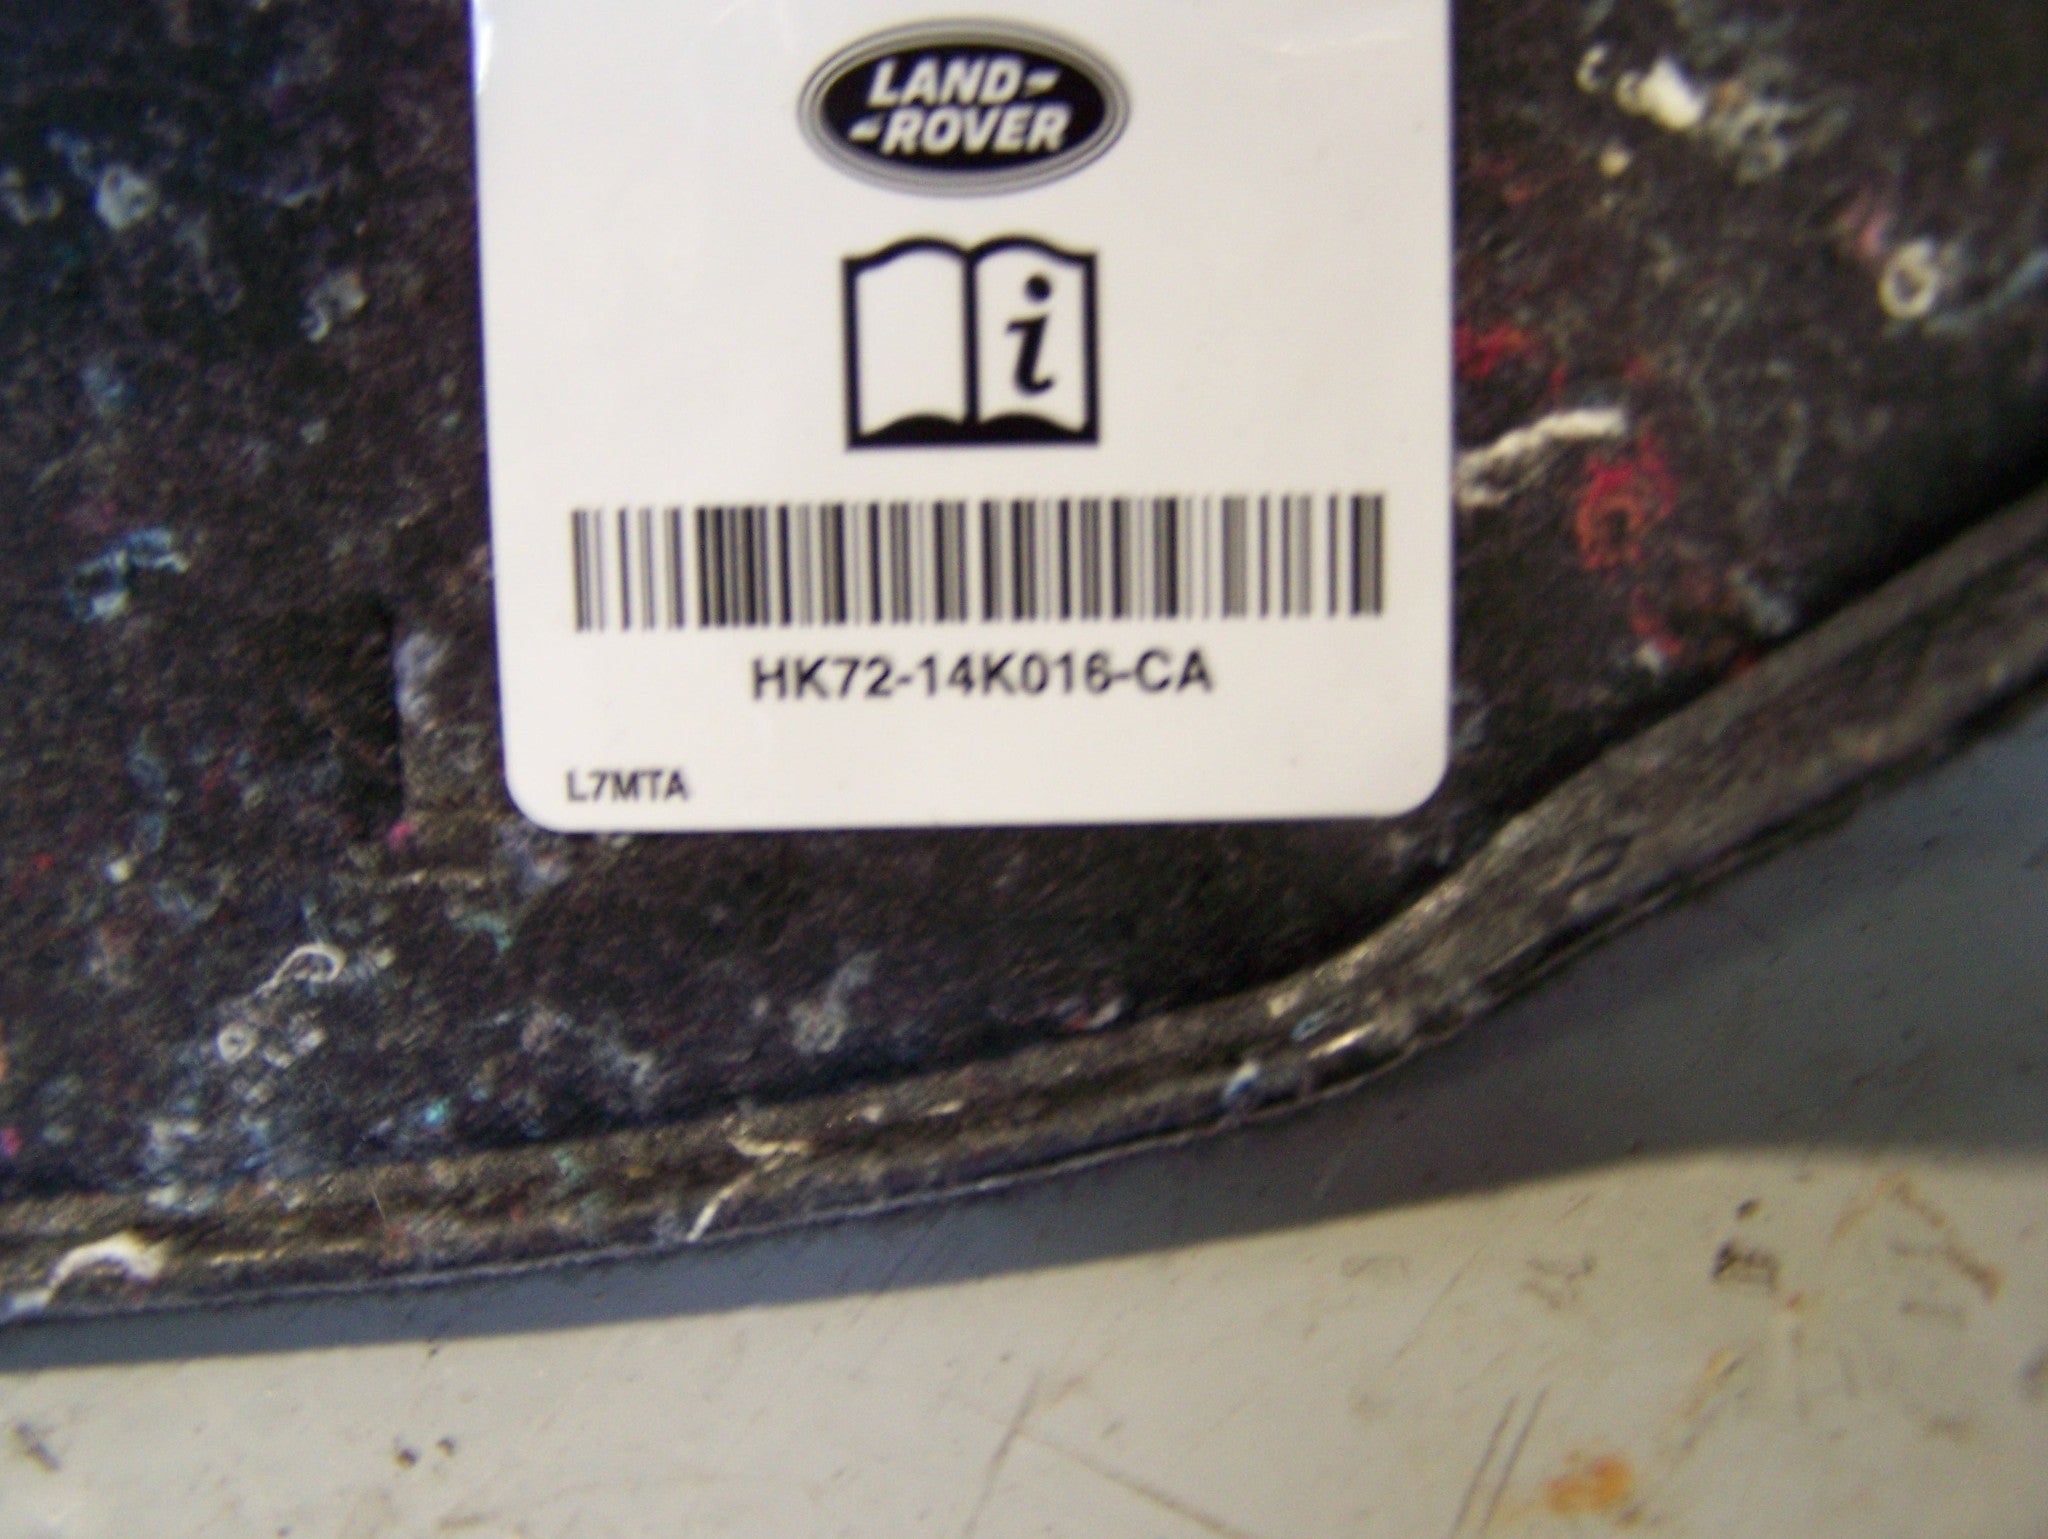 LAND-
-ROVER
i
HK72-14K016-CA
L7MTA